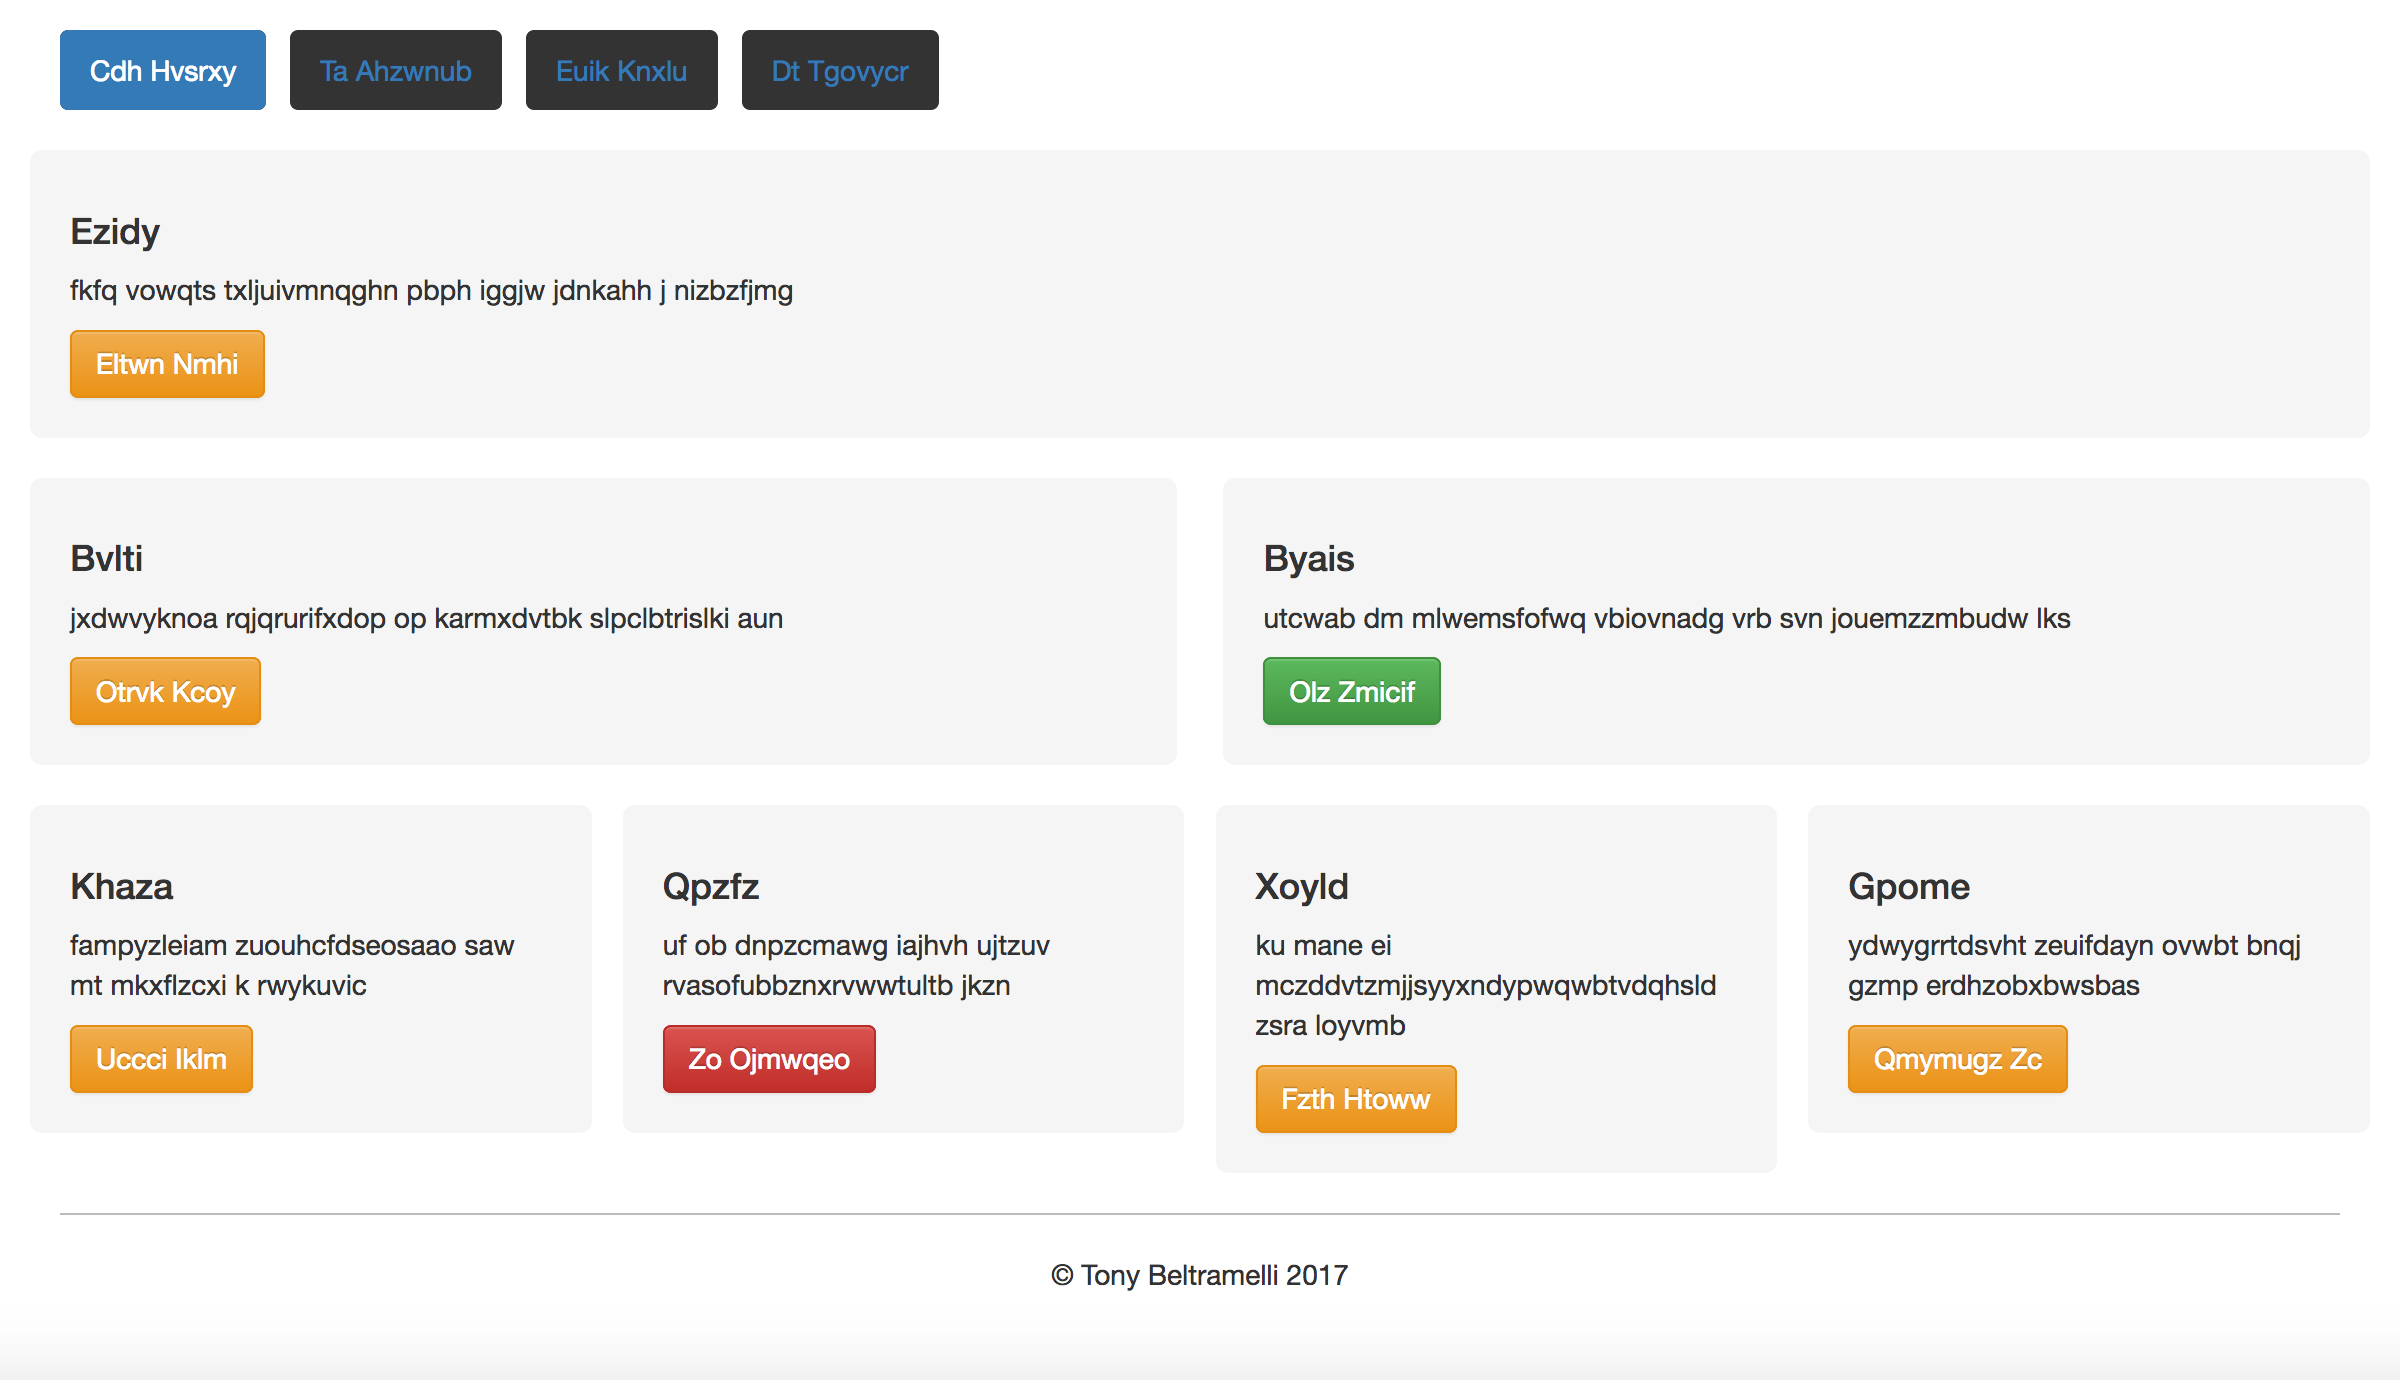 Cdh Hvsrxy
Ta Ahzwnub
Euik Knxlu
Dt Tgovycr
Ezidy
fkfq vowqts txljuivmnqghn pbph iggjw jdnkahh j nizbzfjmg
Eltwn Nmhi
Bvlti
jxdwvyknoa rqjqrurifxdop op karmxdvtbk slpclbtrislki aun
Otrvk Kcoy
Byais
utcwab dm mlwemsfofwq vbiovnadg vrb svn jouemzzmbudw lks
Olz Zmicif
Khaza
fampyzleiam zuouhcfdseosaao saw
mt mkxflzcxi k rwykuvic
Uccci Iklm
Qpzfz
uf ob dnpzcmawg iajhvh ujtzuv
rvasofubbznxrvwwtultb jkzn
Zo Ojmwqeo
Xoyld
ku mane ei
mczddvtzmjjsyyxndypwqwbtvdqhsld
zsra loyvmb
Fzth Htoww
Gpome
ydwygrrtdsvht zeuifdayn ovwbt bnqj
gzmp erdhzobxbwsbas
Qmymugz Zc
© Tony Beltramelli 2017